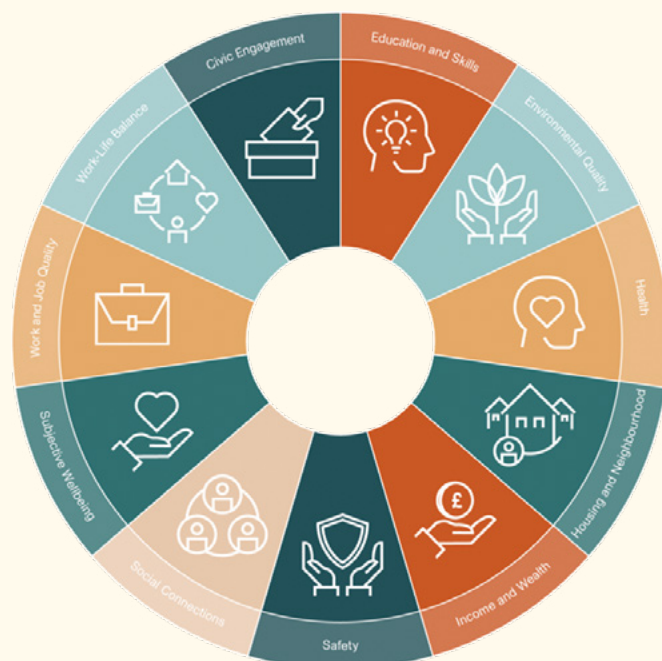 Civic Engagement
Education and Skills
Environmental Quality
Health
Housing and Neighbourhood
£
Income and Wealth
Safety
Social Connections
Subjective Wellbeing
Work and Job Quality
Work-Life Balance